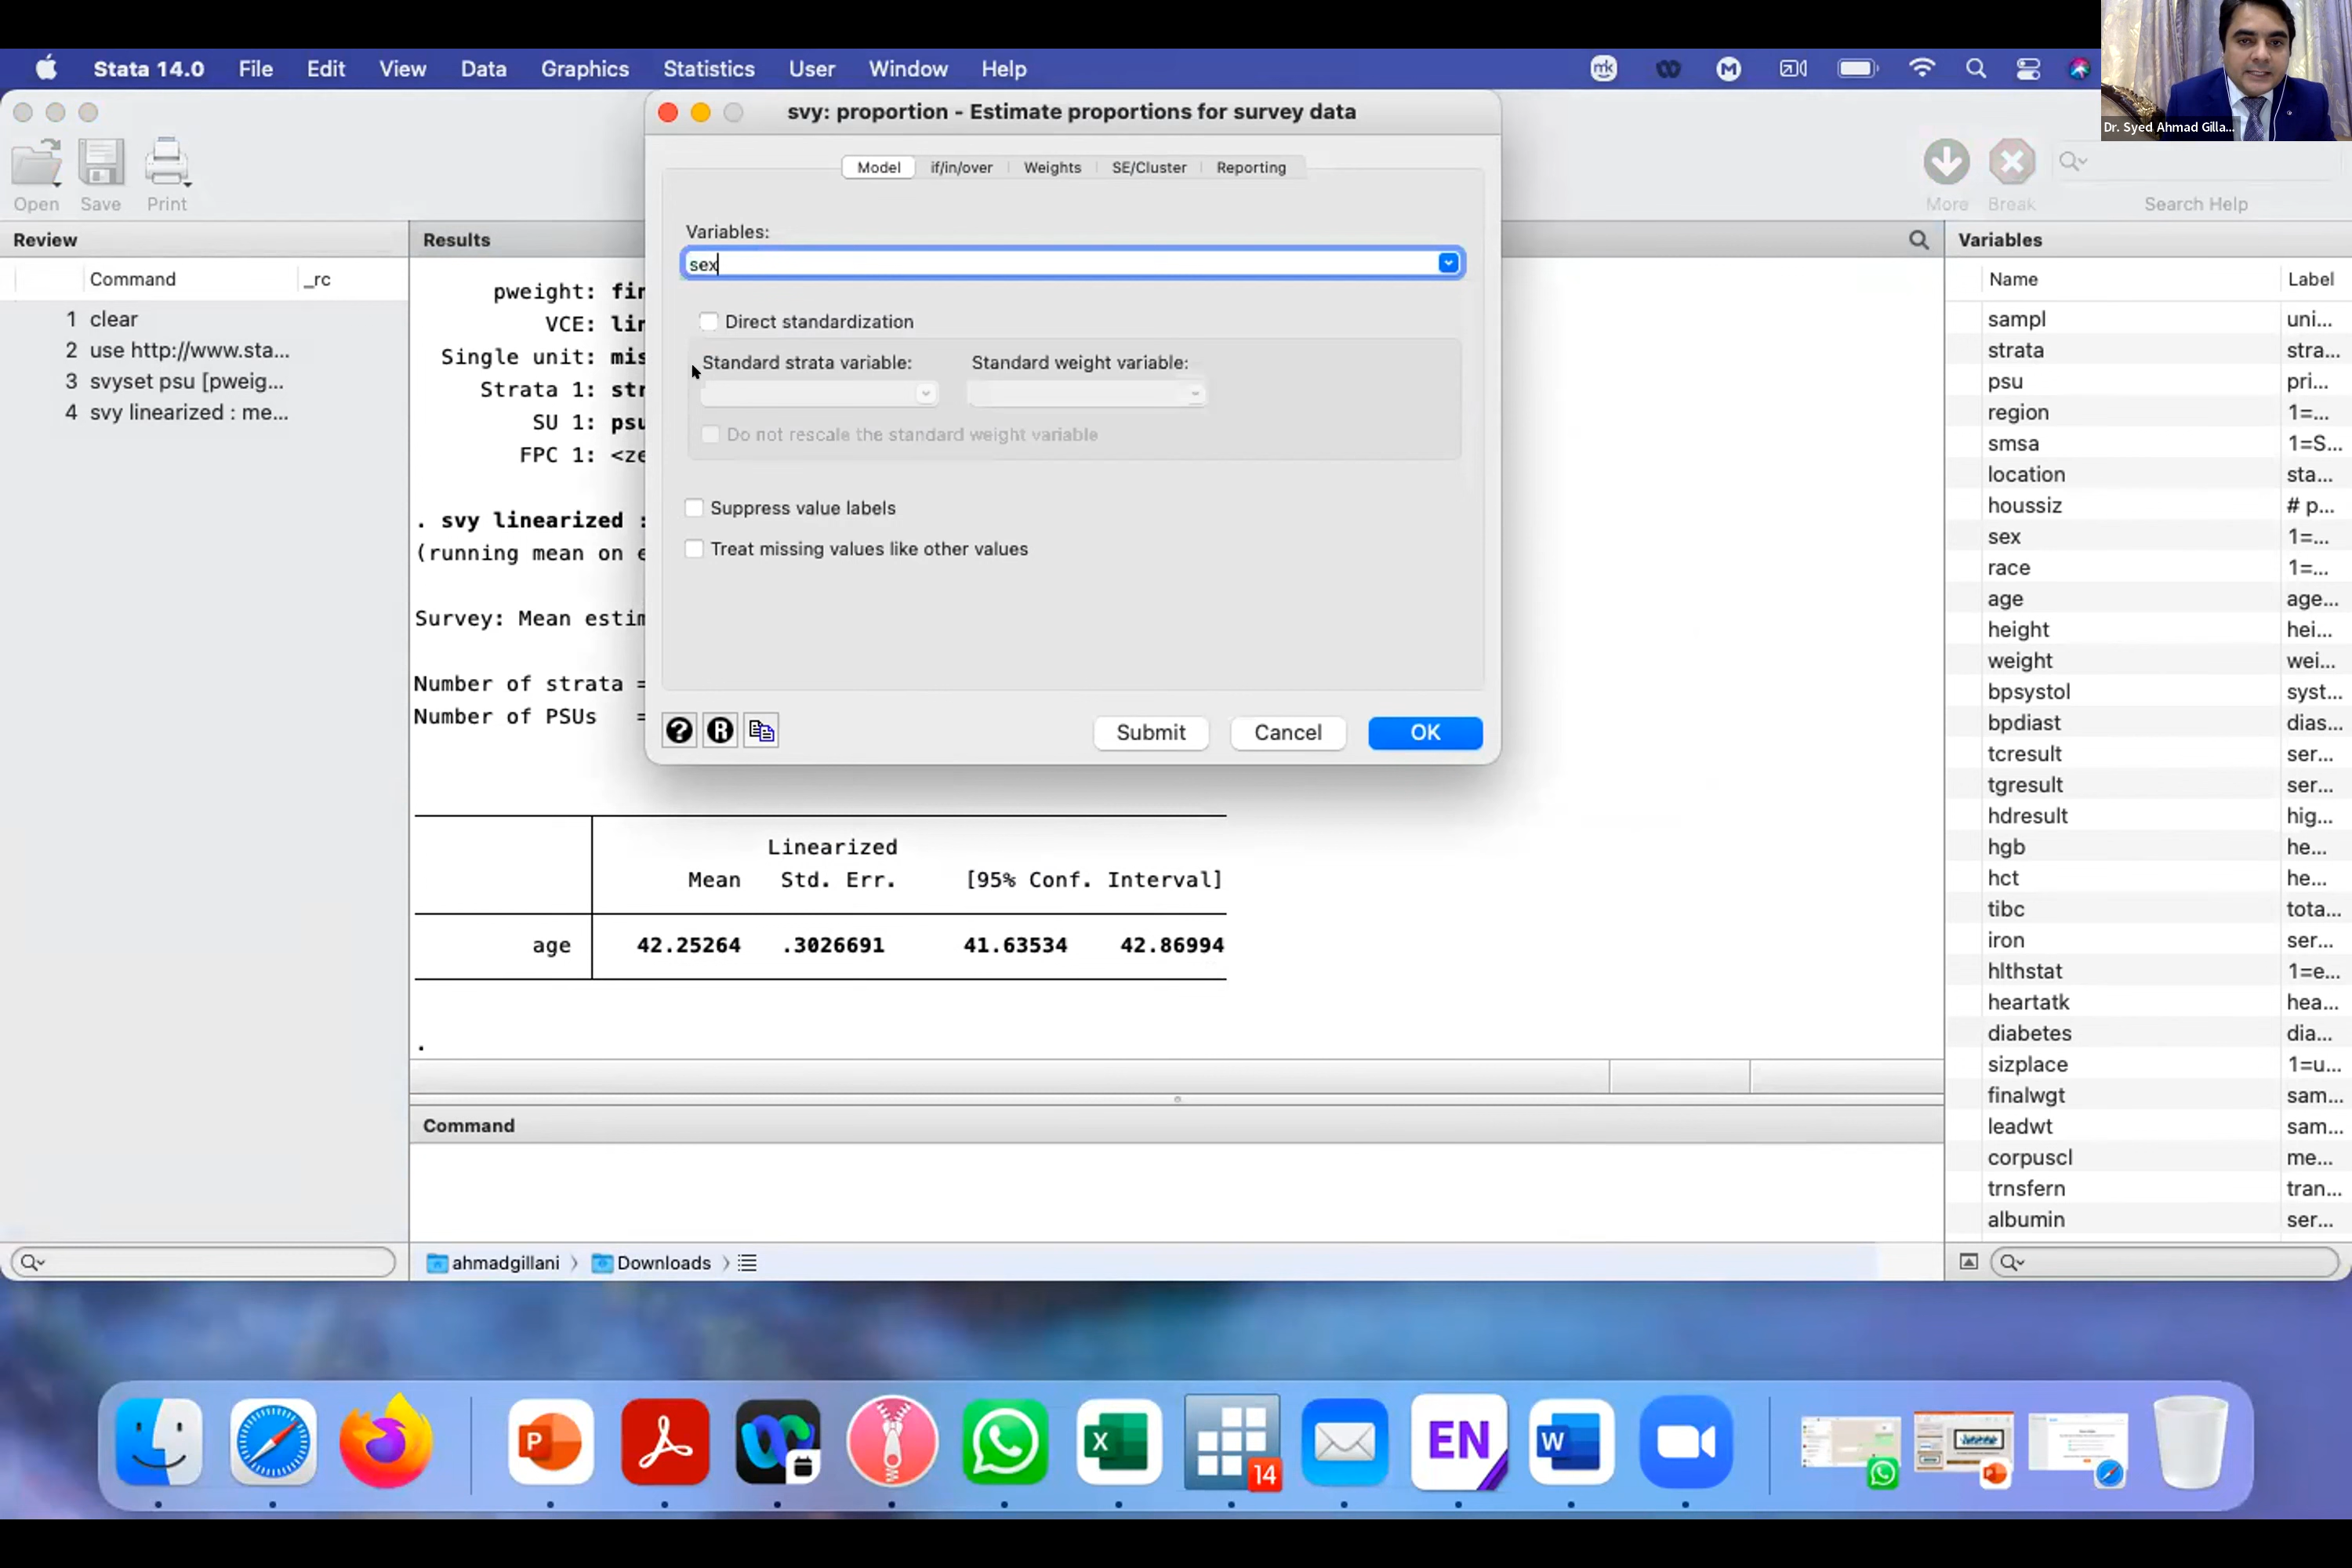 Stata 14.0 File Edit View Data Graphics Statistics User Window Help
Dr. Syed Ahmad Gilla...
svy: proportion - Estimate proportions for survey data
Open Save Print
More Break Search Help
Model if/in/over Weights SE/Cluster Reporting
Variables:
sex
Direct standardization
Standard strata variable: Standard weight variable:
Do not rescale the standard weight variable
Suppress value labels
Treat missing values like other values
Submit Cancel OK
Review
Command _rc
1 clear
2 use http://www.sta...
3 svyset psu [pweig...
4 svy linearized : me...
Results
pweight: fin
VCE: lin
Single unit: mis
Strata 1: str
SU 1: psu
FPC 1: <ze
. svy linearized :
(running mean on e
Survey: Mean estim
Number of strata =
Number of PSUs =
Linearized
Mean Std. Err. [95% Conf. Interval]
age 42.25264 .3026691 41.63534 42.86994
.
Command
ahmadgillani Downloads
Variables
Name Label
sampl uni...
strata stra...
psu pri...
region 1=...
smsa 1=S...
location sta...
houssiz # p...
sex 1=...
race 1=...
age age...
height hei...
weight wei...
bpsystol syst...
bpdiast dias...
tcresult ser...
tgresult ser...
hdresult hig...
hgb he...
hct he...
tibc tota...
iron ser...
hlthstat 1=e...
heartatk hea...
diabetes dia...
sizplace 1=u...
finalwgt sam...
leadwt sam...
corpuscl me...
trnsfern tran...
albumin ser...
P X 14 EN W P